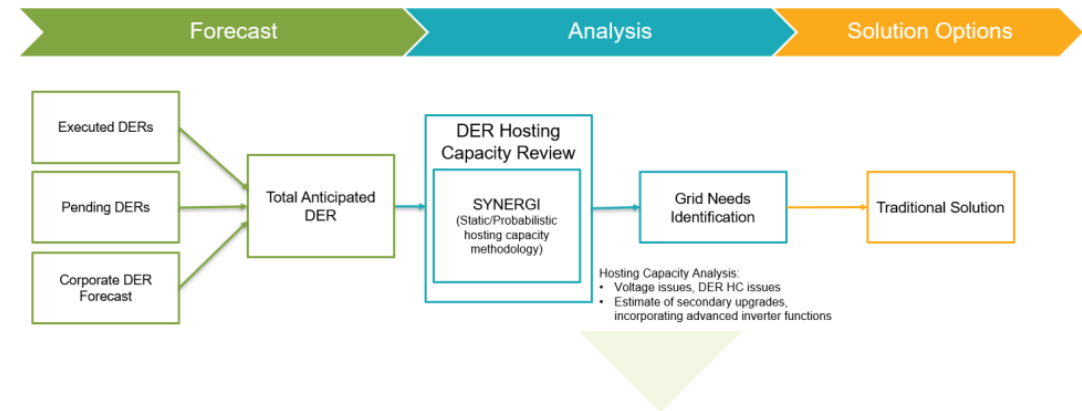 Forecast
Analysis
Solution Options
Executed DERs
Pending DERs
Corporate DER
Forecast
Total Anticipated
DER
DER Hosting
Capacity Review
SYNERGI
(Static/Probabilistic
hosting capacity
methodology)
Grid Needs
Identification
Traditional Solution
Hosting Capacity Analysis:
• Voltage issues, DER HC issues
• Estimate of secondary upgrades,
incorporating advanced inverter functions